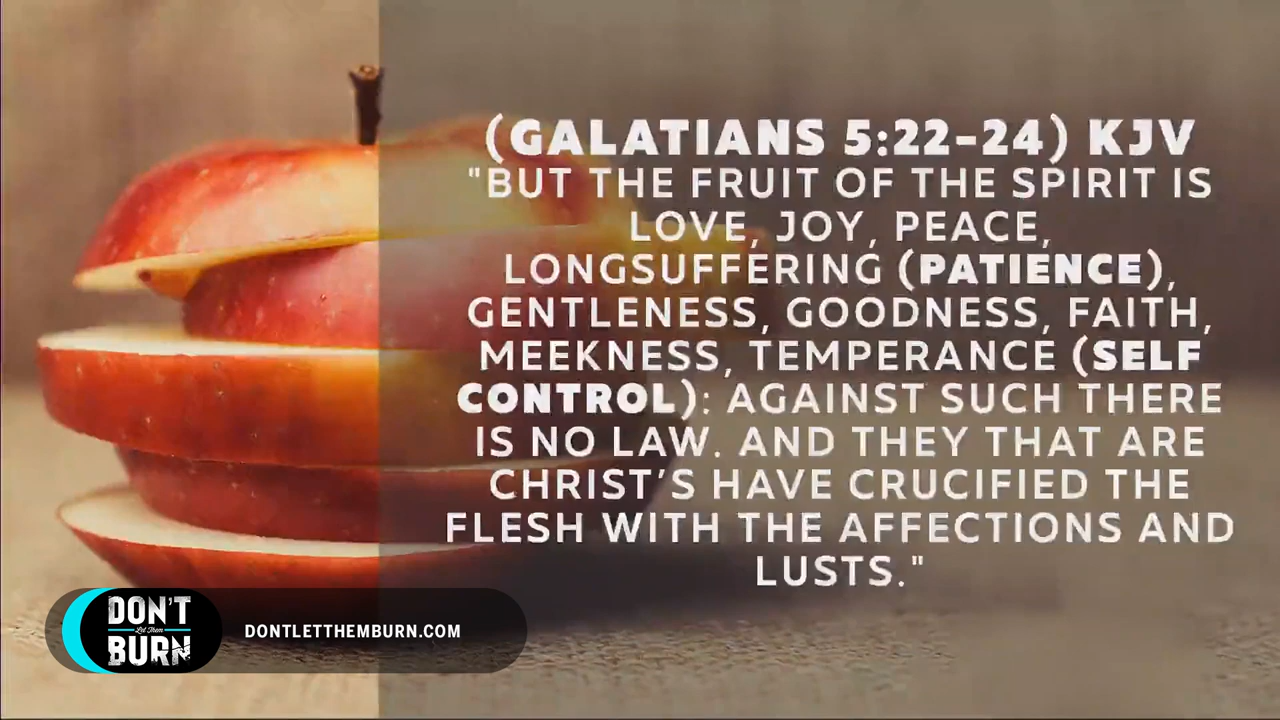 (GALATIANS 5:22-24) KJV
"BUT THE FRUIT OF THE SPIRIT IS
LOVE, JOY, PEACE,
LONGSUFFERING (PATIENCE),
GENTLENESS, GOODNESS, FAITH,
MEEKNESS, TEMPERANCE (SELF
CONTROL): AGAINST SUCH THERE
IS NO LAW. AND THEY THAT ARE
CHRIST'S HAVE CRUCIFIED THE
FLESH WITH THE AFFECTIONS AND
LUSTS."
DON'T
Let Them
BURN
DONTLETTHEMBURN.COM